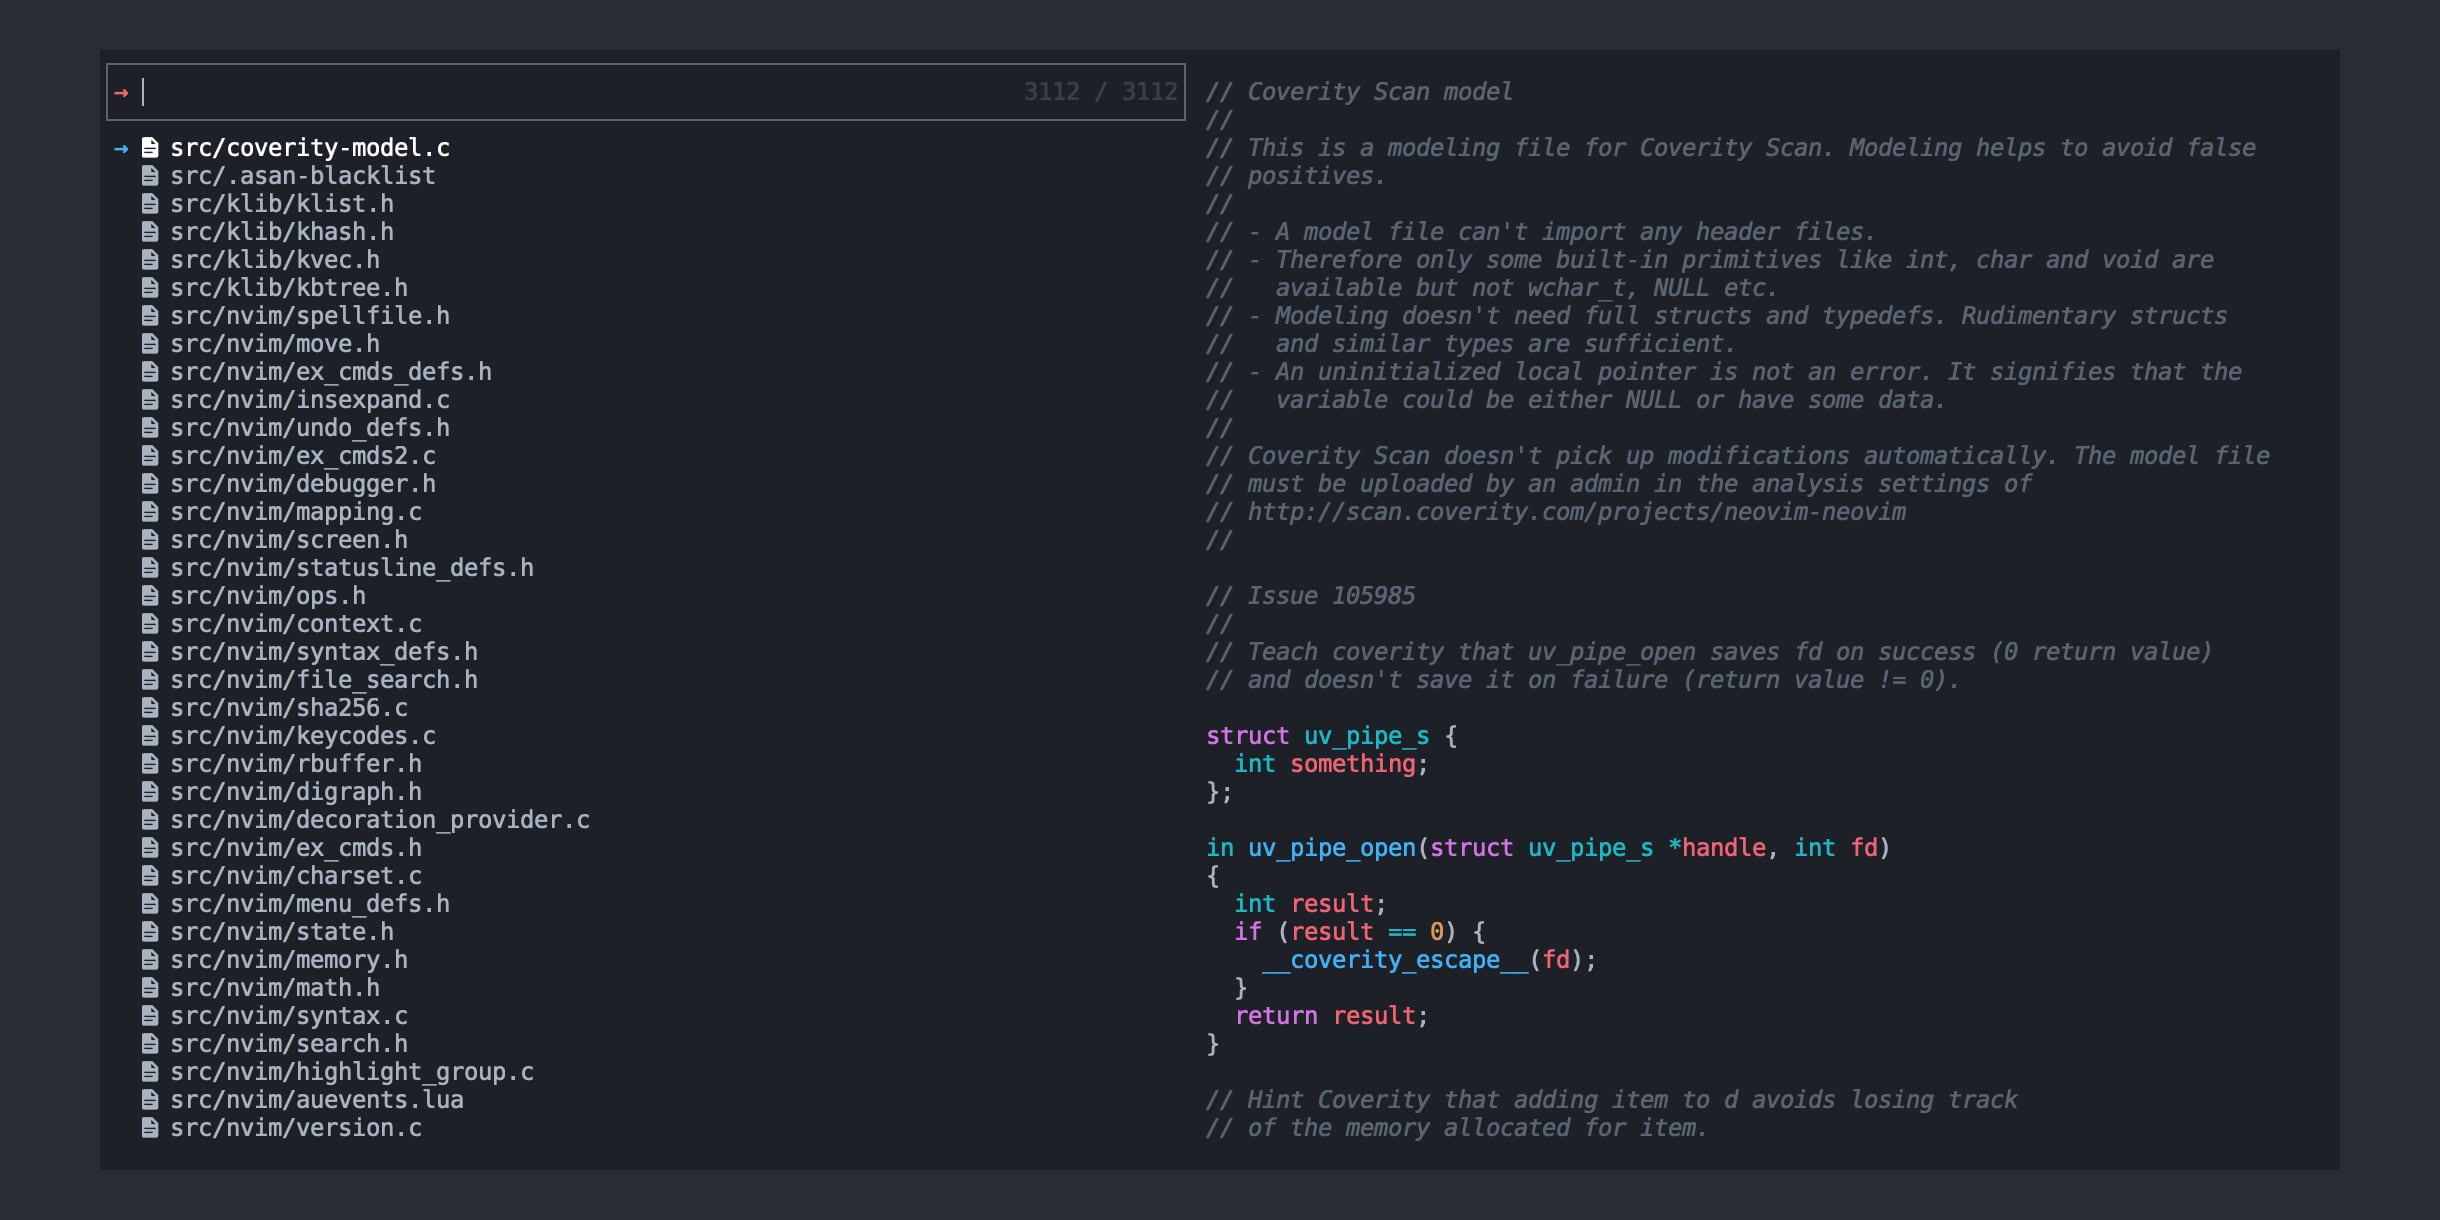 → 3112 / 3112
→ src/coverity-model.c
src/.asan-blacklist
src/klib/klist.h
src/klib/khash.h
src/klib/kvec.h
src/klib/kbtree.h
src/nvim/spellfile.h
src/nvim/move.h
src/nvim/ex_cmds_defs.h
src/nvim/insexpand.c
src/nvim/undo_defs.h
src/nvim/ex_cmds2.c
src/nvim/debugger.h
src/nvim/mapping.c
src/nvim/screen.h
src/nvim/statusline_defs.h
src/nvim/ops.h
src/nvim/context.c
src/nvim/syntax_defs.h
src/nvim/file_search.h
src/nvim/sha256.c
src/nvim/keycodes.c
src/nvim/rbuffer.h
src/nvim/digraph.h
src/nvim/decoration_provider.c
src/nvim/ex_cmds.h
src/nvim/charset.c
src/nvim/menu_defs.h
src/nvim/state.h
src/nvim/memory.h
src/nvim/math.h
src/nvim/syntax.c
src/nvim/search.h
src/nvim/highlight_group.c
src/nvim/auevents.lua
src/nvim/version.c
// Coverity Scan model
//
// This is a modeling file for Coverity Scan. Modeling helps to avoid false
// positives.
//
// - A model file can't import any header files.
// - Therefore only some built-in primitives like int, char and void are
//   available but not wchar_t, NULL etc.
// - Modeling doesn't need full structs and typedefs. Rudimentary structs
//   and similar types are sufficient.
// - An uninitialized local pointer is not an error. It signifies that the
//   variable could be either NULL or have some data.
//
// Coverity Scan doesn't pick up modifications automatically. The model file
// must be uploaded by an admin in the analysis settings of
// http://scan.coverity.com/projects/neovim-neovim
//
// Issue 105985
//
// Teach coverity that uv_pipe_open saves fd on success (0 return value)
// and doesn't save it on failure (return value != 0).
struct uv_pipe_s {
  int something;
};
in uv_pipe_open(struct uv_pipe_s *handle, int fd)
{
  int result;
  if (result == 0) {
    __coverity_escape__(fd);
  }
  return result;
}
// Hint Coverity that adding item to d avoids losing track
// of the memory allocated for item.